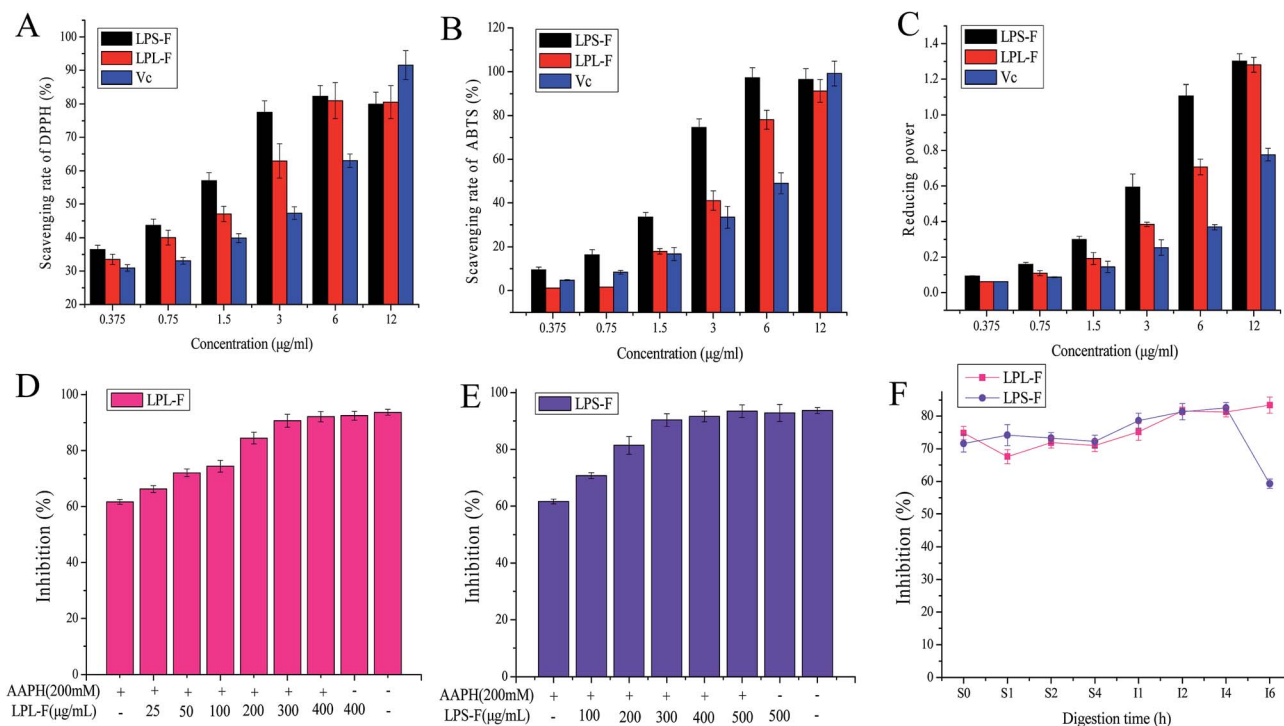 A
LPS-F
LPL-F
Vc
Scavenging rate of DPPH (%)
100
90
80
70
60
50
40
30
20
0.375 0.75 1.5 3 6 12
Concentration (μg/ml)
B
LPS-F
LPL-F
Vc
Scavenging rate of ABTS (%)
120
100
80
60
40
20
0
0.375 0.75 1.5 3 6 12
Concentration (μg/ml)
C
LPS-F
LPL-F
Vc
Reducing power
1.4
1.2
1.0
0.8
0.6
0.4
0.2
0.0
0.375 0.75 1.5 3 6 12
Concentration (μg/ml)
D
LPL-F
Inhibition (%)
100
80
60
40
20
0
AAPH(200mM) + + + + + + + - -
LPL-F(μg/mL) - 25 50 100 200 300 400 400 -
E
LPS-F
Inhibition (%)
100
80
60
40
20
0
AAPH(200mM) + + + + + + - -
LPS-F(μg/mL) - 100 200 300 400 500 500 -
F
LPL-F
LPS-F
Inhibition (%)
90
80
70
60
50
40
30
20
10
0
S0 S1 S2 S4 I1 I2 I4 I6
Digestion time (h)